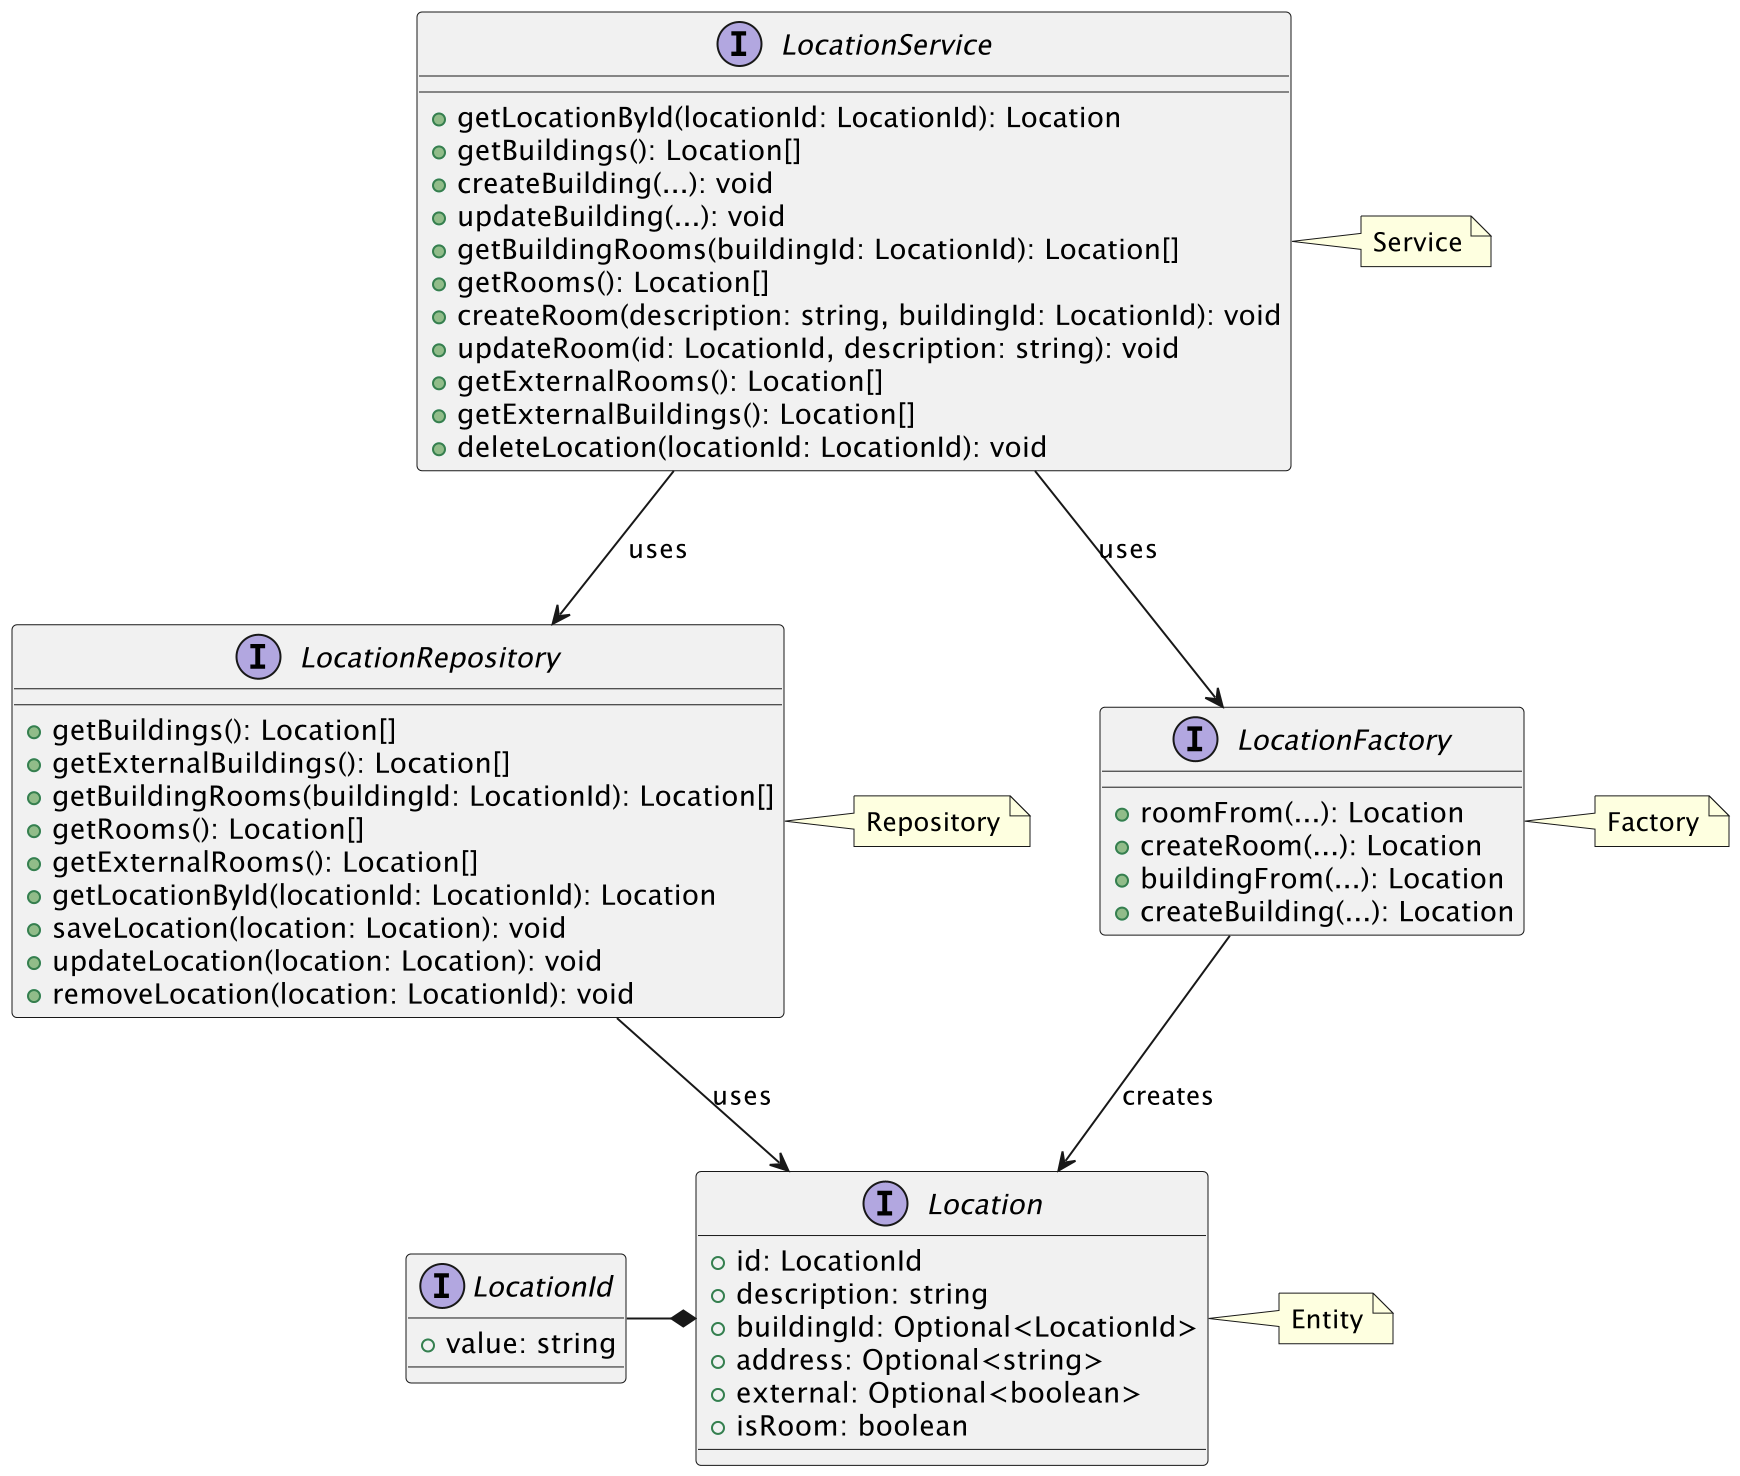 I LocationService
getLocationById(locationId: LocationId): Location
getBuildings(): Location[]
createBuilding(...): void
updateBuilding(...): void
getBuildingRooms(buildingId: LocationId): Location[]
getRooms(): Location[]
createRoom(description: string, buildingId: LocationId): void
updateRoom(id: LocationId, description: string): void
getExternalRooms(): Location[]
getExternalBuildings(): Location[]
deleteLocation(locationId: LocationId): void
Service
uses
uses
I LocationRepository
getBuildings(): Location[]
getExternalBuildings(): Location[]
getBuildingRooms(buildingId: LocationId): Location[]
getRooms(): Location[]
getExternalRooms(): Location[]
getLocationById(locationId: LocationId): Location
saveLocation(location: Location): void
updateLocation(location: Location): void
removeLocation(location: LocationId): void
Repository
I LocationFactory
roomFrom(...): Location
createRoom(...): Location
buildingFrom(...): Location
createBuilding(...): Location
Factory
uses
creates
I LocationId
value: string
I Location
id: LocationId
description: string
buildingId: Optional<LocationId>
address: Optional<string>
external: Optional<boolean>
isRoom: boolean
Entity